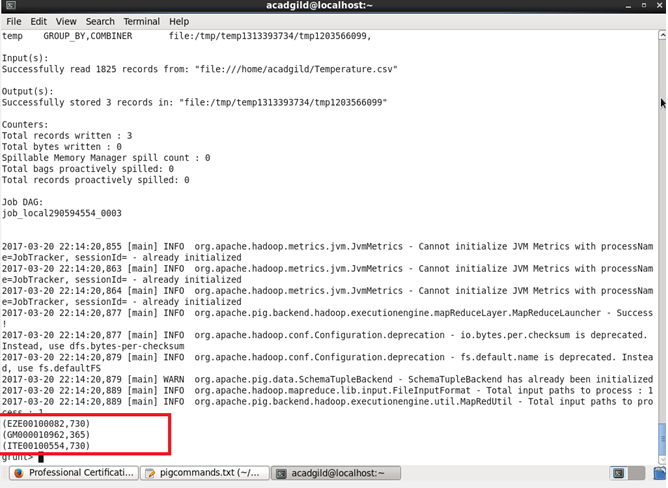 acadgild@localhost:~
File Edit View Search Terminal Help
temp GROUP_BY,COMBINER file:/tmp/temp1313393734/tmp1203566099,
Input(s):
Successfully read 1825 records from: "file:///home/acadgild/Temperature.csv"
Output(s):
Successfully stored 3 records in: "file:/tmp/temp1313393734/tmp1203566099"
Counters:
Total records written : 3
Total bytes written : 0
Spillable Memory Manager spill count : 0
Total bags proactively spilled: 0
Total records proactively spilled: 0
Job DAG:
job_local290594554_0003
2017-03-20 22:14:20,855 [main] INFO org.apache.hadoop.metrics.jvm.JvmMetrics - Cannot initialize JVM Metrics with processNam
e=JobTracker, sessionId= - already initialized
2017-03-20 22:14:20,863 [main] INFO org.apache.hadoop.metrics.jvm.JvmMetrics - Cannot initialize JVM Metrics with processNam
e=JobTracker, sessionId= - already initialized
2017-03-20 22:14:20,864 [main] INFO org.apache.hadoop.metrics.jvm.JvmMetrics - Cannot initialize JVM Metrics with processNam
e=JobTracker, sessionId= - already initialized
2017-03-20 22:14:20,877 [main] INFO org.apache.pig.backend.hadoop.executionengine.mapReduceLayer.MapReduceLauncher - Success
!
2017-03-20 22:14:20,877 [main] INFO org.apache.hadoop.conf.Configuration.deprecation - io.bytes.per.checksum is deprecated.
Instead, use dfs.bytes-per-checksum
2017-03-20 22:14:20,879 [main] INFO org.apache.hadoop.conf.Configuration.deprecation - fs.default.name is deprecated. Instea
d, use fs.defaultFS
2017-03-20 22:14:20,879 [main] WARN org.apache.pig.data.SchemaTupleBackend - SchemaTupleBackend has already been initialized
2017-03-20 22:14:20,889 [main] INFO org.apache.hadoop.mapreduce.lib.input.FileInputFormat - Total input paths to process : 1
2017-03-20 22:14:20,889 [main] INFO org.apache.pig.backend.hadoop.executionengine.util.MapRedUtil - Total input paths to pro
cess : 1
(EZE00100082,730)
(GM000010962,365)
(ITE00100554,730)
grunt>
Professional Certificati... pigcommands.txt (~/... acadgild@localhost:~